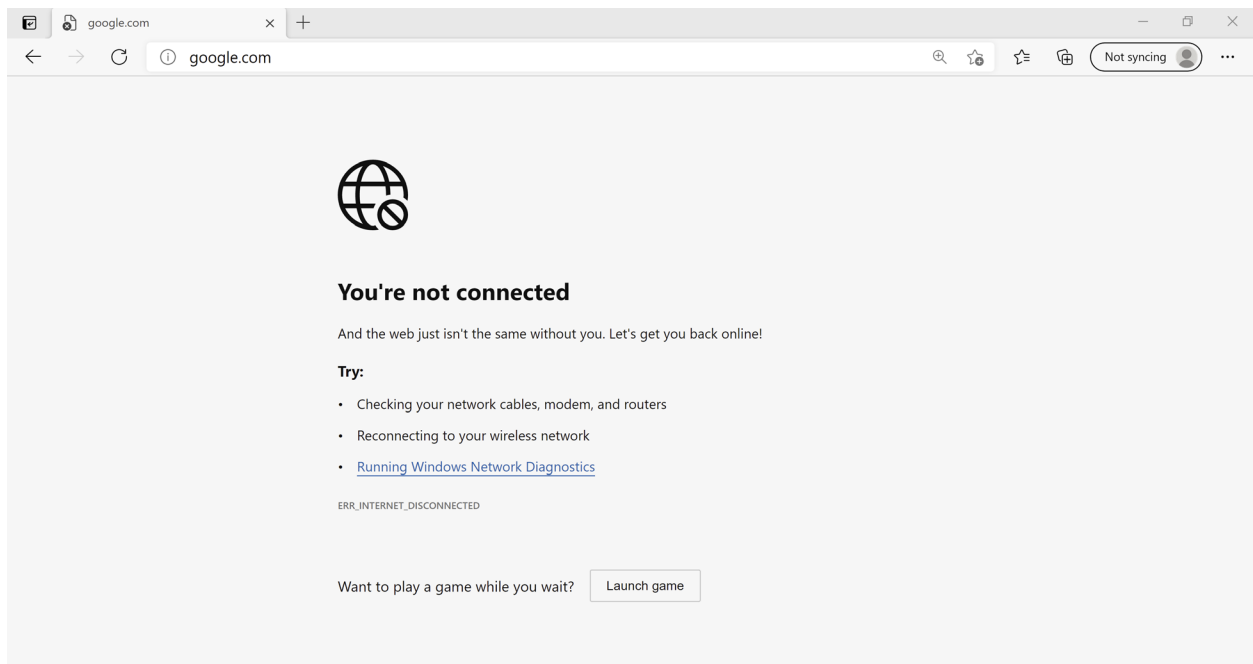 google.com
google.com
Not syncing
You're not connected
And the web just isn't the same without you. Let's get you back online!
Try:
• Checking your network cables, modem, and routers
• Reconnecting to your wireless network
• Running Windows Network Diagnostics
ERR_INTERNET_DISCONNECTED
Want to play a game while you wait? Launch game